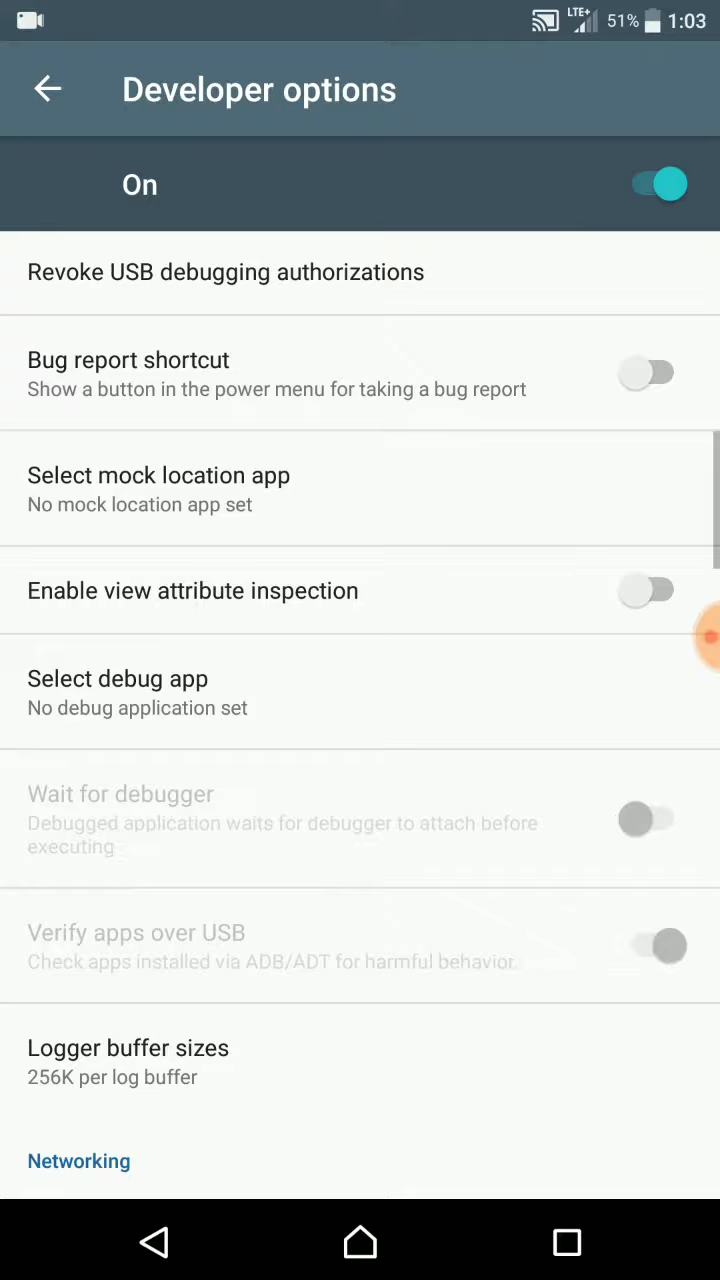 LTE+ 51% 1:03
Developer options
On
Revoke USB debugging authorizations
Bug report shortcut
Show a button in the power menu for taking a bug report
Select mock location app
No mock location app set
Enable view attribute inspection
Select debug app
No debug application set
Wait for debugger
Debugged application waits for debugger to attach before
executing
Verify apps over USB
Check apps installed via ADB/ADT for harmful behavior.
Logger buffer sizes
256K per log buffer
Networking